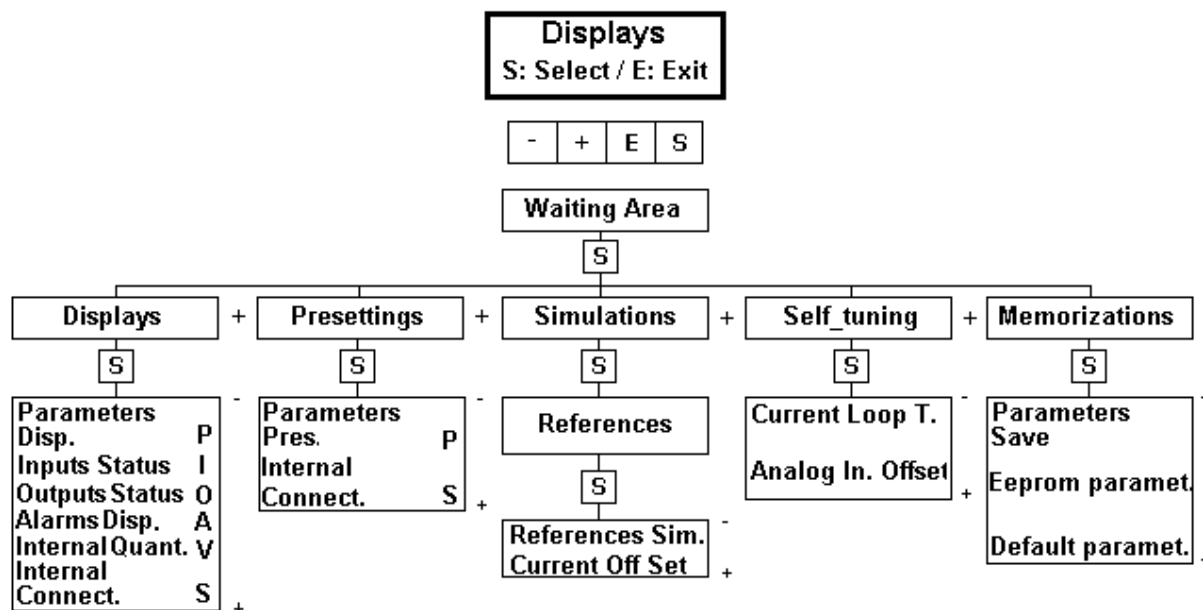 Displays
S: Select / E: Exit
- + E S
Waiting Area
S
Displays + Presettings + Simulations + Self_tuning + Memorizations
S S S S S
Parameters
Disp. P
Inputs Status I
Outputs Status O
Alarms Disp. A
Internal Quant. V
Internal
Connect. S
-
+
Parameters
Pres. P
Internal
Connect. S
-
+
References
S
References Sim.
Current Off Set
-
+
Current Loop T.
Analog In. Offset
-
+
Parameters
Save
Eeprom paramet.
Default paramet.
-
+